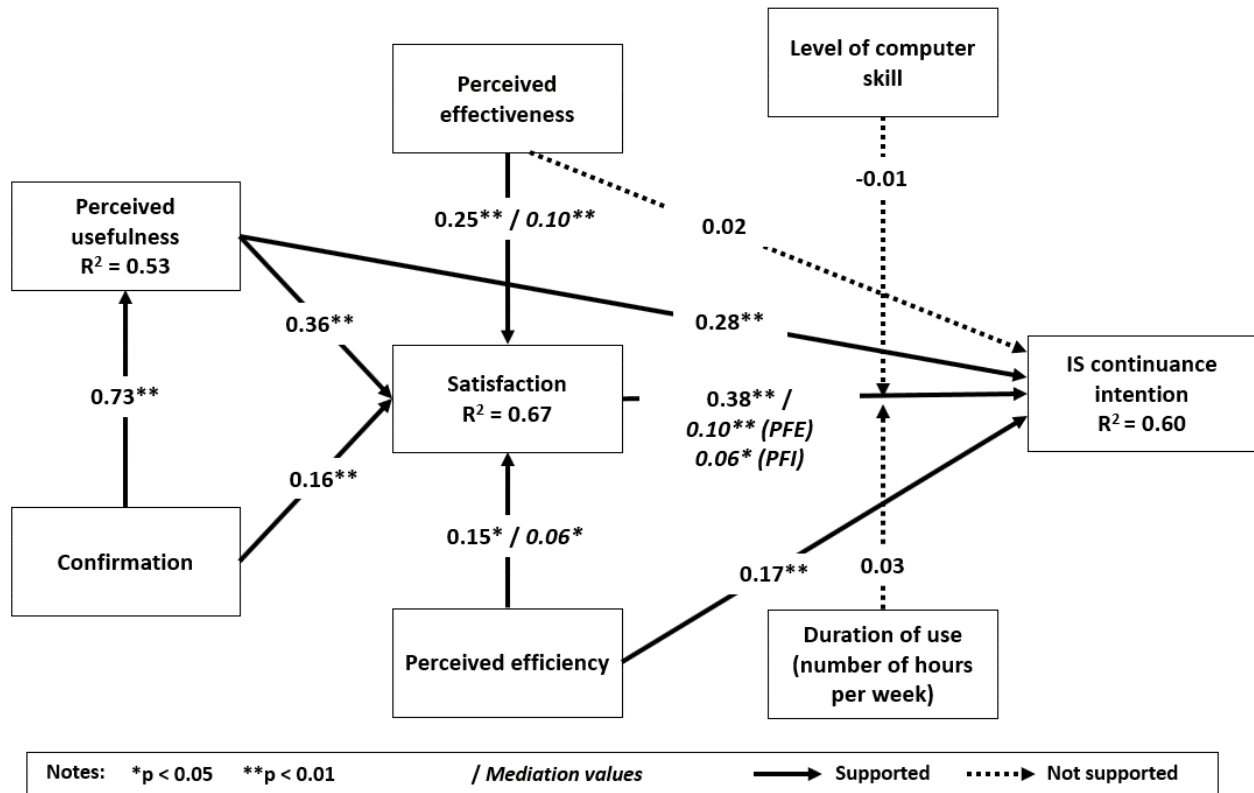 Level of computer
skill
Perceived
effectiveness
-0.01
Perceived
usefulness
R² = 0.53
0.25** / 0.10**
0.02
0.36**
0.28**
Satisfaction
R² = 0.67
IS continuance
intention
R² = 0.60
0.73**
0.38** /
0.10** (PFE)
0.06* (PFI)
0.16**
Confirmation
0.15* / 0.06*
0.17**
0.03
Perceived efficiency
Duration of use
(number of hours
per week)
Notes: *p < 0.05 **p < 0.01 / Mediation values Supported Not supported